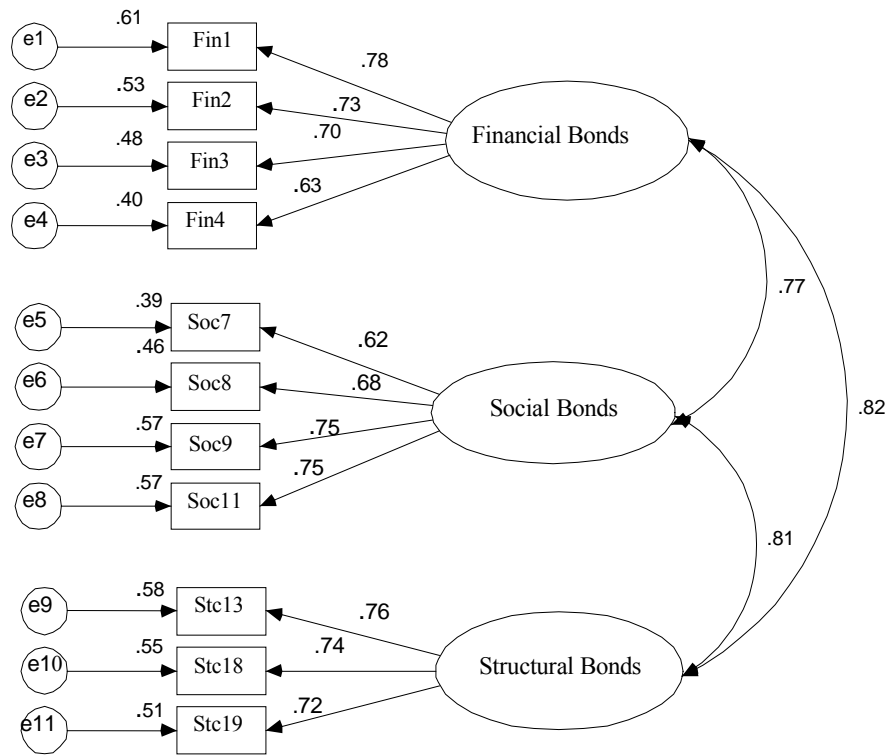 e1
.61
Fin1
.78
e2
.53
Fin2
.73
Financial Bonds
e3
.48
Fin3
.70
e4
.40
Fin4
.63
.77
.82
e5
.39
Soc7
.62
e6
.46
Soc8
.68
Social Bonds
e7
.57
Soc9
.75
e8
.57
Soc11
.75
.81
e9
.58
Stc13
.76
e10
.55
Stc18
.74
Structural Bonds
e11
.51
Stc19
.72